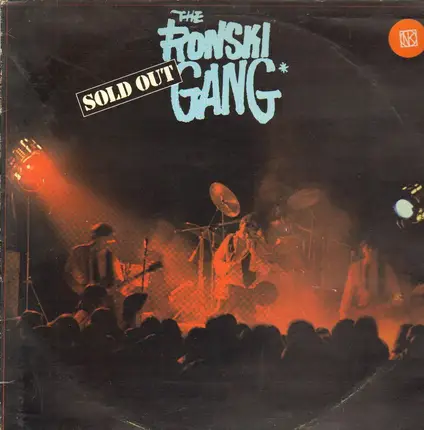 THE
RONSKI
GANG*
SOLD OUT